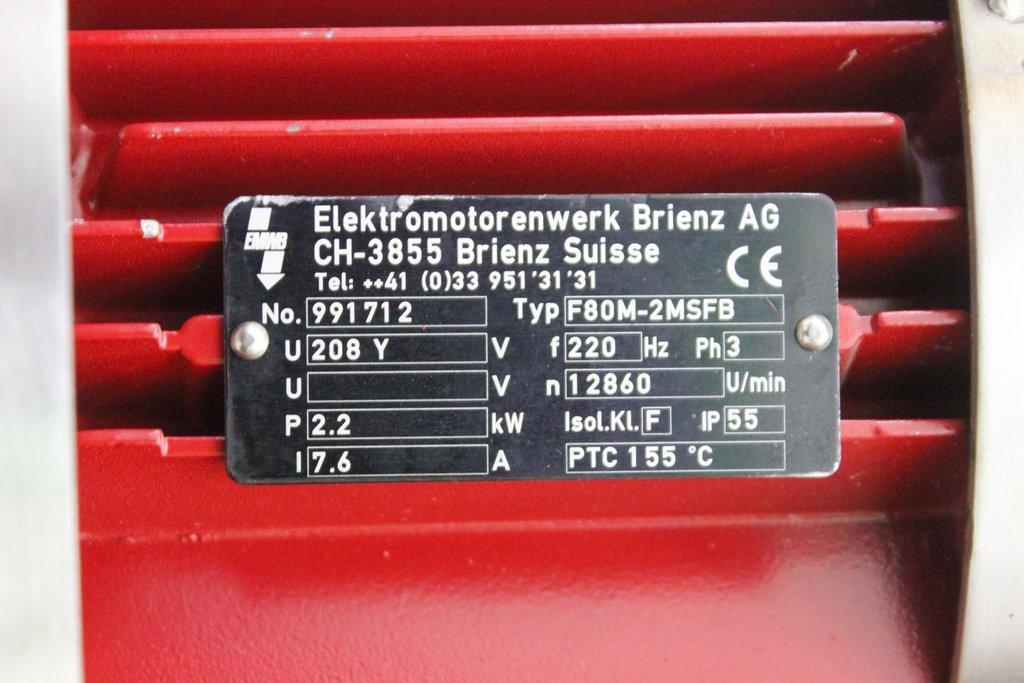 EMWB
Elektromotorenwerk Brienz AG
CH-3855 Brienz Suisse
Tel: ++41 (0)33 951'31'31
CE
No. 991712 Typ F80M-2MSFB
U 208 Y V f 220 Hz Ph 3
U V n 12860 U/min
P 2.2 kW Isol.Kl. F IP 55
I 7.6 A PTC 155 °C